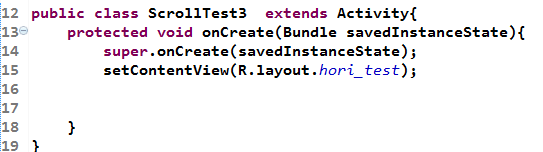 12 public class ScrollTest3  extends Activity{
13     protected void onCreate(Bundle savedInstanceState){
14         super.onCreate(savedInstanceState);
15         setContentView(R.layout.hori_test);
16
17
18     }
19 }